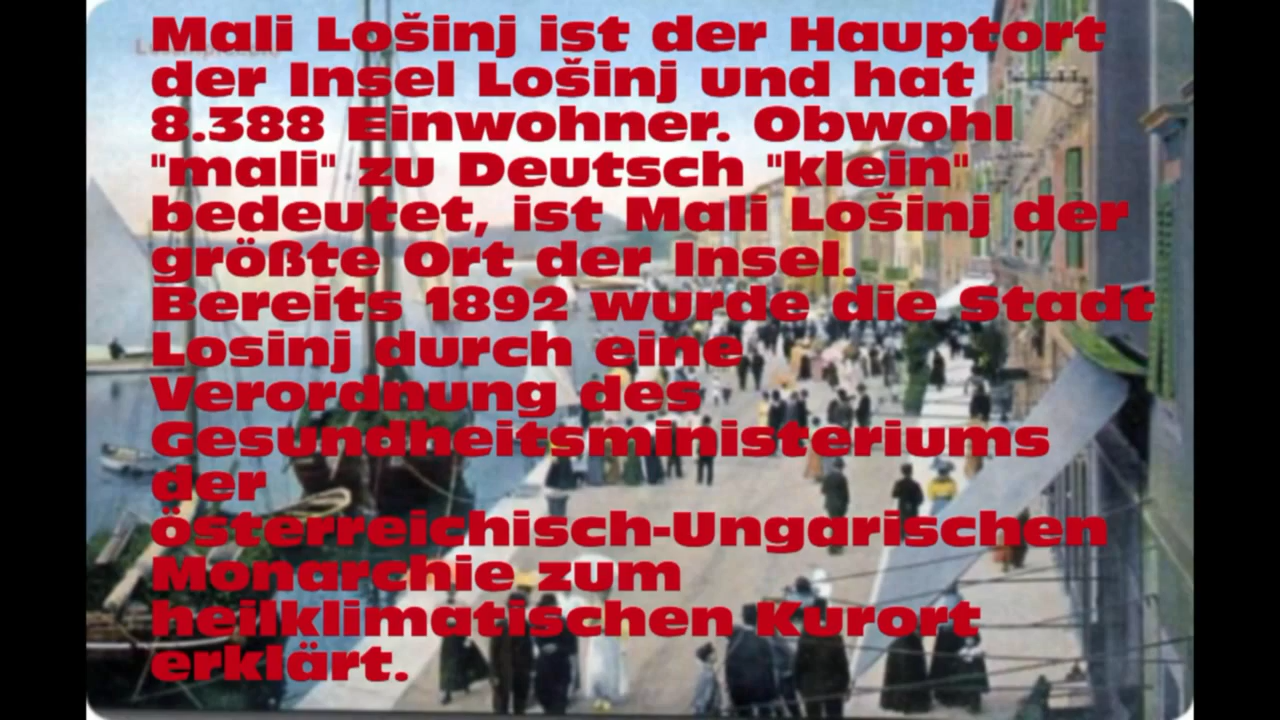 Mali Lošinj ist der Hauptort
der Insel Lošinj und hat
8.388 Einwohner. Obwohl
"mali" zu Deutsch "klein"
bedeutet, ist Mali Lošinj der
größte Ort der Insel.
Bereits 1892 wurde die Stadt
Losinj durch eine
Verordnung des
Gesundheitsministeriums
der
österreichisch-Ungarischen
Monarchie zum
heilklimatischen Kurort
erklärt.